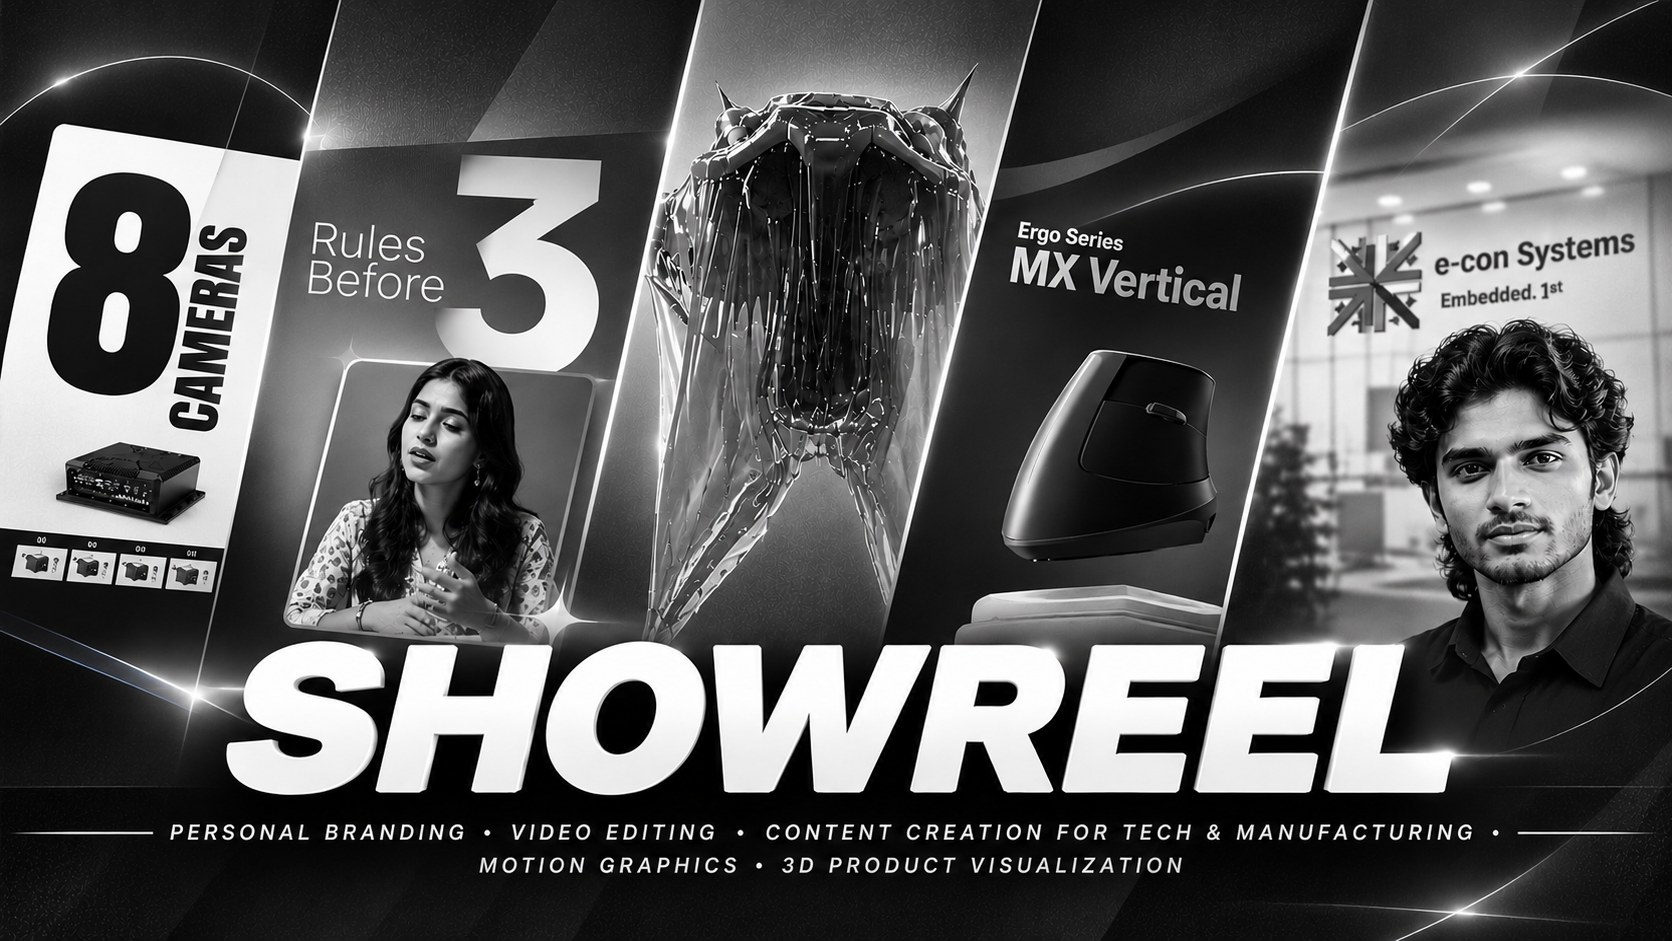 8
CAMERAS
Rules
Before
3
Ergo Series
MX Vertical
e-con Systems
Embedded. 1st
SHOWREEL
PERSONAL BRANDING • VIDEO EDITING • CONTENT CREATION FOR TECH & MANUFACTURING •
MOTION GRAPHICS • 3D PRODUCT VISUALIZATION